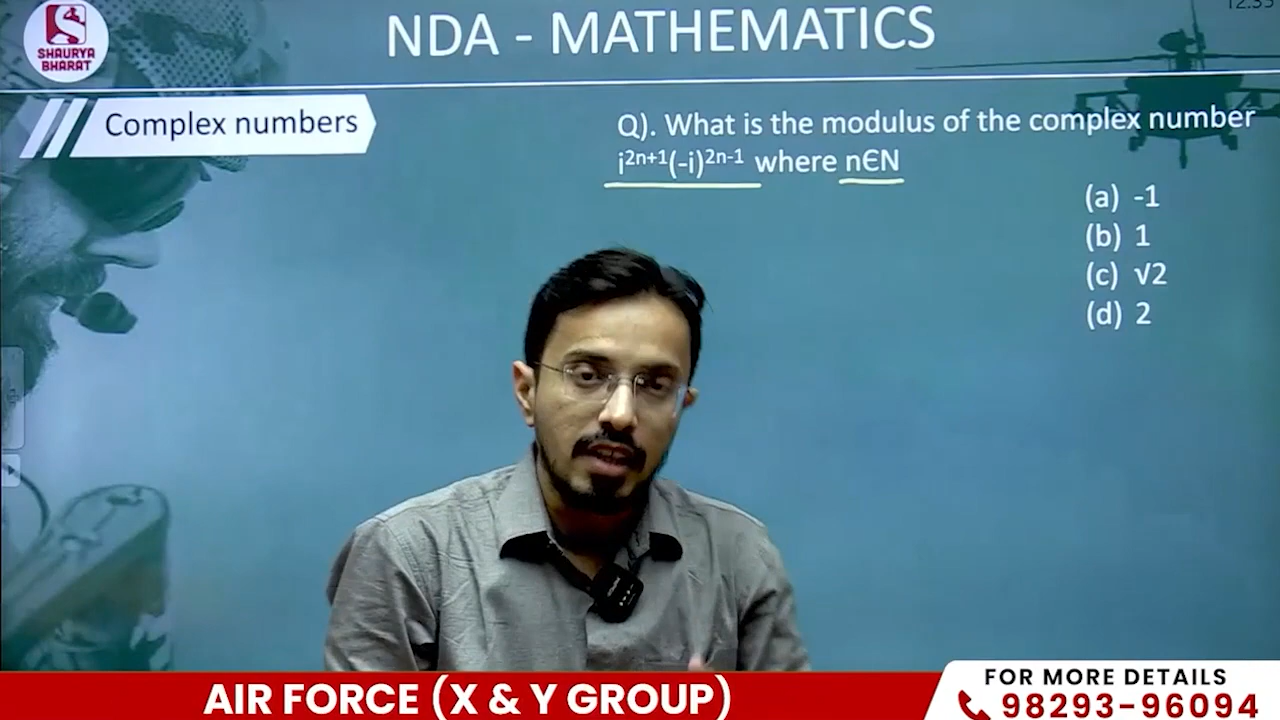 SHAURYA
BHARAT
NDA - MATHEMATICS
Complex numbers
Q). What is the modulus of the complex number
i²ⁿ⁺¹(-i)²ⁿ⁻¹ where nЄN
(a) -1
(b) 1
(c) √2
(d) 2
AIR FORCE (X & Y GROUP)
FOR MORE DETAILS
98293-96094